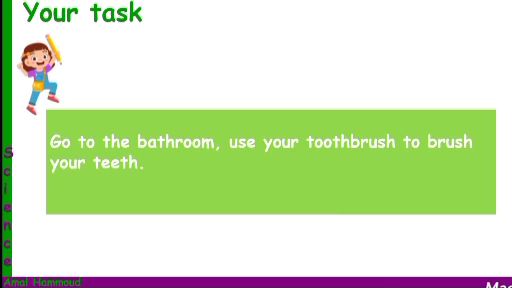 Your task
Go to the bathroom, use your toothbrush to brush
your teeth.
Science
Amal Hammoud